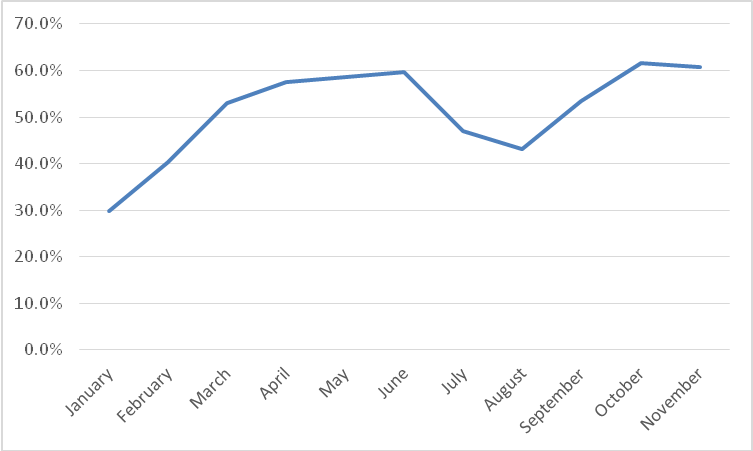 70.0%
60.0%
50.0%
40.0%
30.0%
20.0%
10.0%
0.0%
January
February
March
April
May
June
July
August
September
October
November